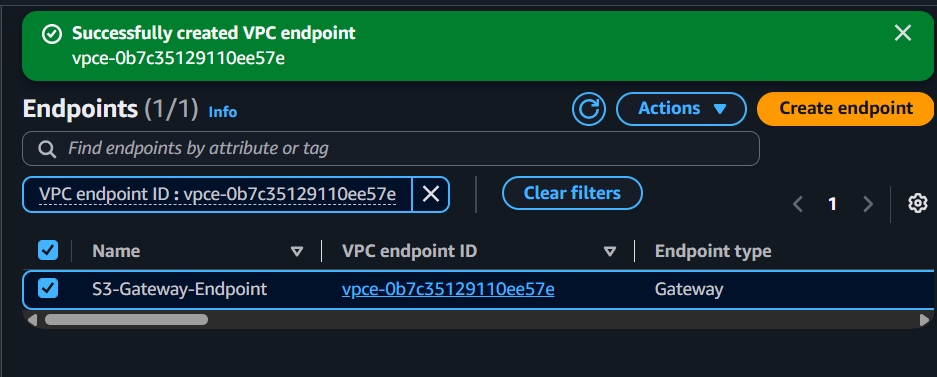 Successfully created VPC endpoint
vpce-0b7c35129110ee57e
Endpoints (1/1) Info
Actions
Create endpoint
Find endpoints by attribute or tag
VPC endpoint ID : vpce-0b7c35129110ee57e
Clear filters
1
Name VPC endpoint ID Endpoint type
S3-Gateway-Endpoint vpce-0b7c35129110ee57e Gateway